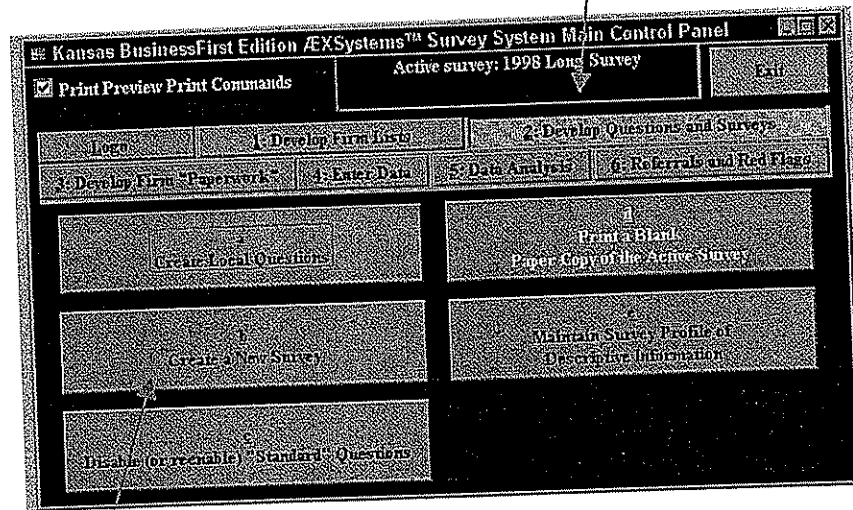 Kansas BusinessFirst Edition ÆXSystems™ Survey System Main Control Panel
Print Preview Print Commands
Active survey: 1998 Long Survey
Exit
Logo
1: Develop Firm Lists
2: Develop Questions and Surveys
3: Develop Firm "Paperwork"
4: Enter Data
5: Data Analysis
6: Referrals and Red Flags
a
Create Local Questions
d
Print a Blank
Paper Copy of the Active Survey
b
Create a New Survey
e
Maintain Survey Profile of
Descriptive Information
c
Disable (or reenable) "Standard" Questions